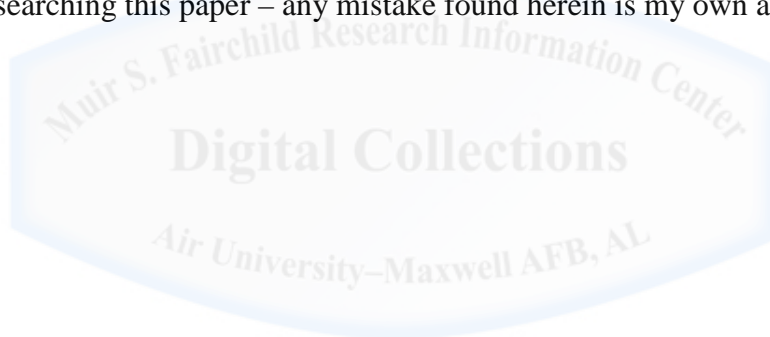 searching this paper – any mistake found herein is my own a
Muir S. Fairchild Research Information Center
Digital Collections
Air University–Maxwell AFB, AL